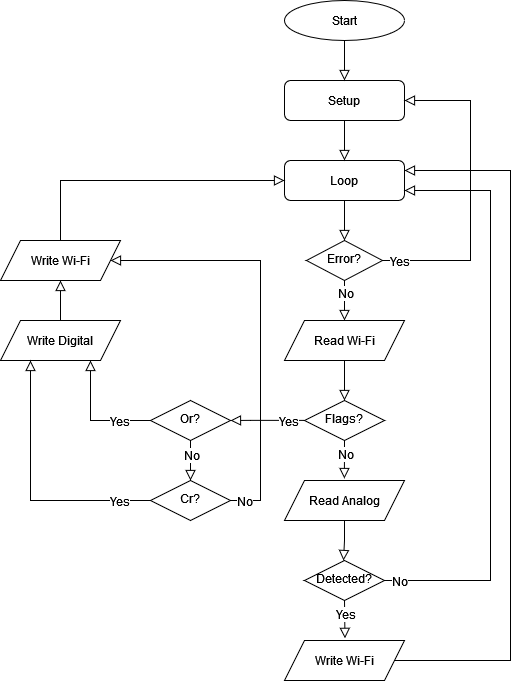 Start
Setup
Loop
Error?
Yes
Write Wi-Fi
No
Read Wi-Fi
Write Digital
Yes
Or?
Yes
Flags?
No
No
Yes
Cr?
No
Read Analog
Detected?
No
Yes
Write Wi-Fi